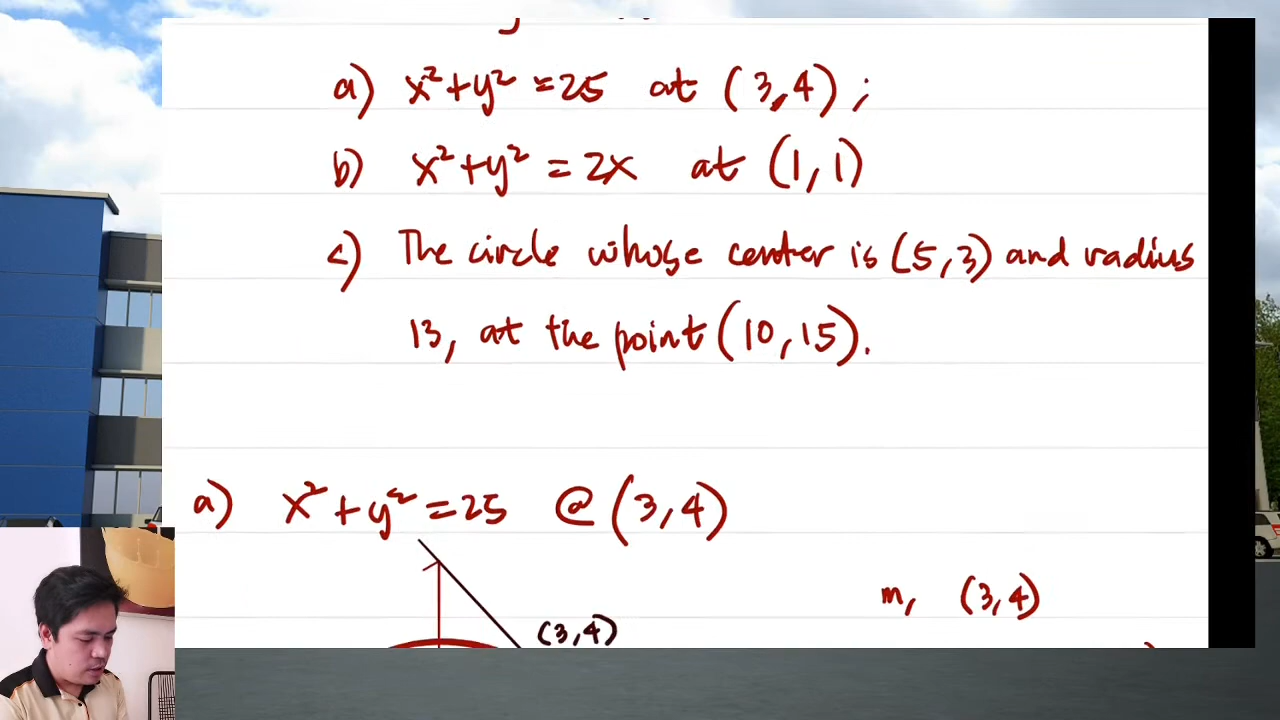 a) x²+y² =25 at (3,4);
b) x²+y² = 2x at (1,1)
c) The circle whose center is (5,3) and radius
13, at the point (10,15).
a) x²+y² =25 @ (3,4)
m, (3,4)
(3,4)